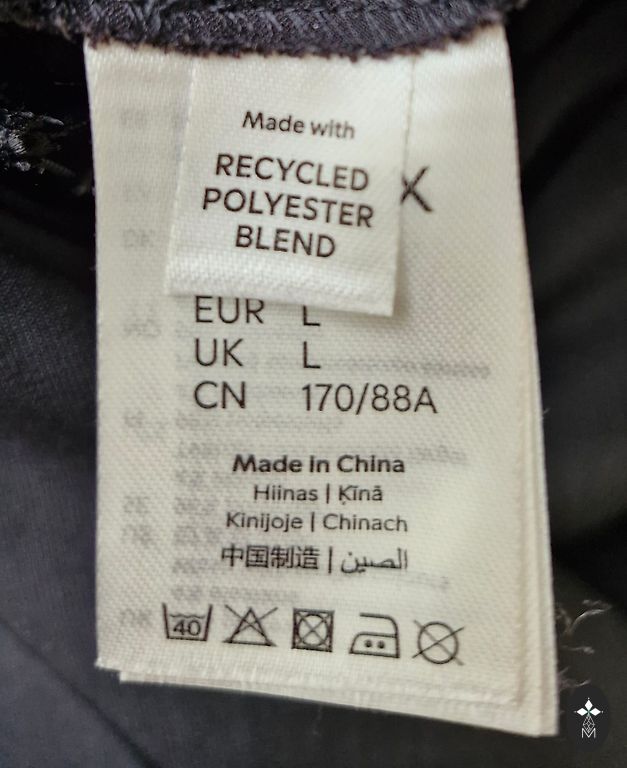 Made with
RECYCLED
POLYESTER
BLEND
X
EUR L
UK L
CN 170/88A
Made in China
Hiinas | Ķīnā
Kinijoje | Chinach
中国制造 | الصين
40
M